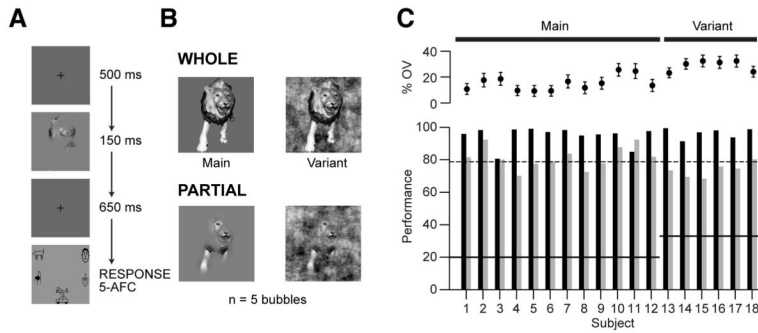 A
500 ms
150 ms
650 ms
RESPONSE
5-AFC
B
WHOLE
Main Variant
PARTIAL
n = 5 bubbles
C
Main Variant
% OV
40
20
0
Performance
100
80
60
40
20
0
1 2 3 4 5 6 7 8 9 10 11 12 13 14 15 16 17 18
Subject